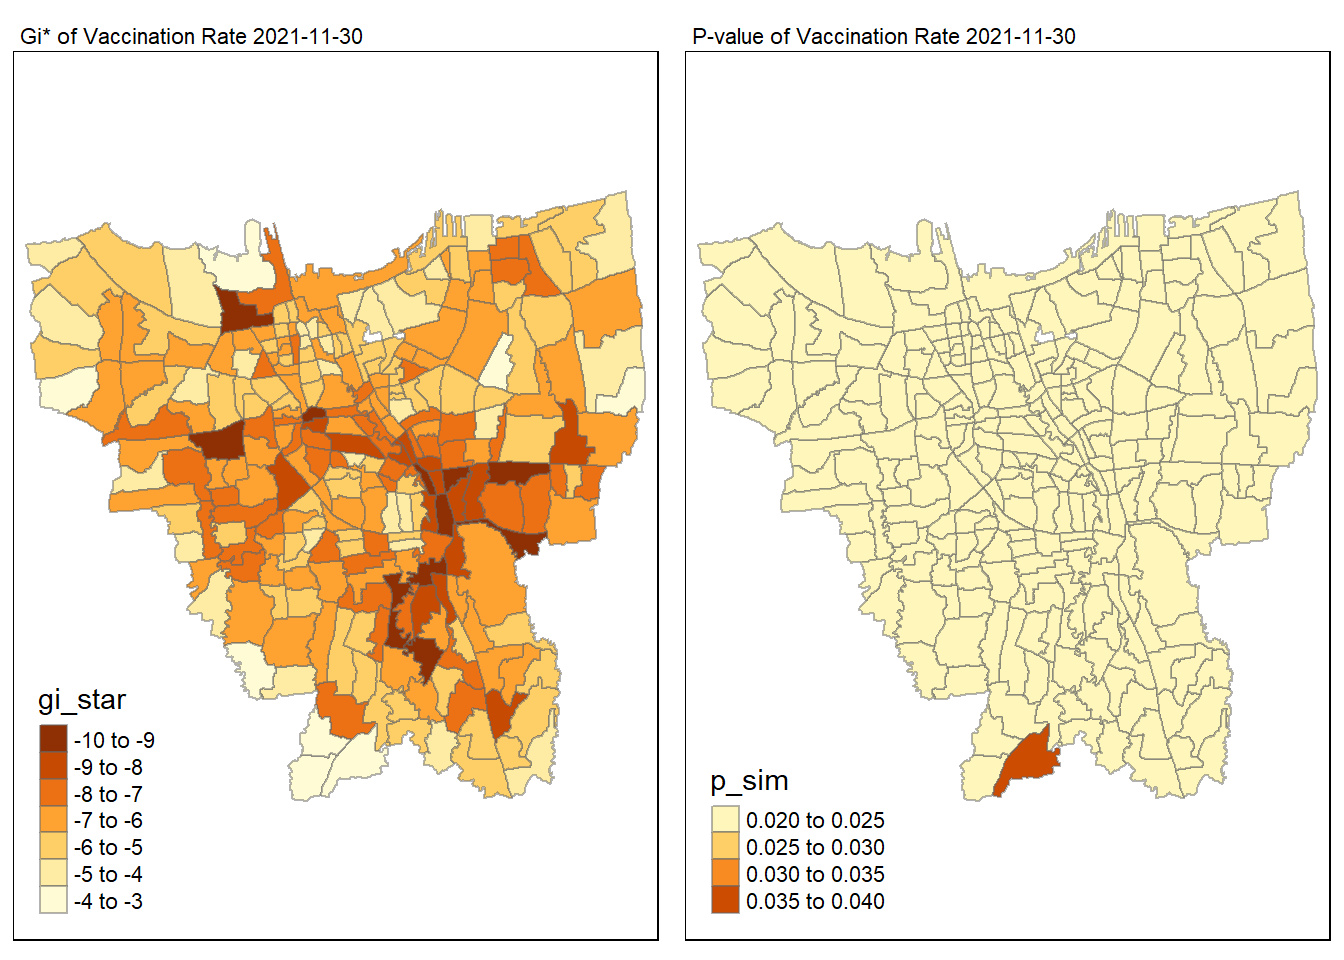 Gi* of Vaccination Rate 2021-11-30
gi_star
-10 to -9
-9 to -8
-8 to -7
-7 to -6
-6 to -5
-5 to -4
-4 to -3
P-value of Vaccination Rate 2021-11-30
p_sim
0.020 to 0.025
0.025 to 0.030
0.030 to 0.035
0.035 to 0.040